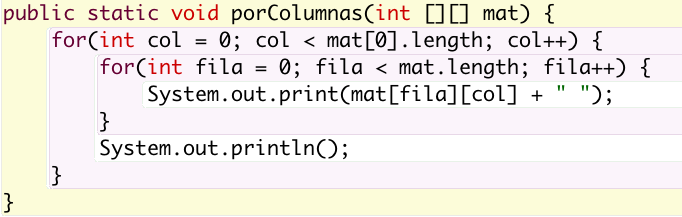 public static void porColumnas(int [][] mat) {
for(int col = 0; col < mat[0].length; col++) {
for(int fila = 0; fila < mat.length; fila++) {
System.out.print(mat[fila][col] + " ");
}
System.out.println();
}
}